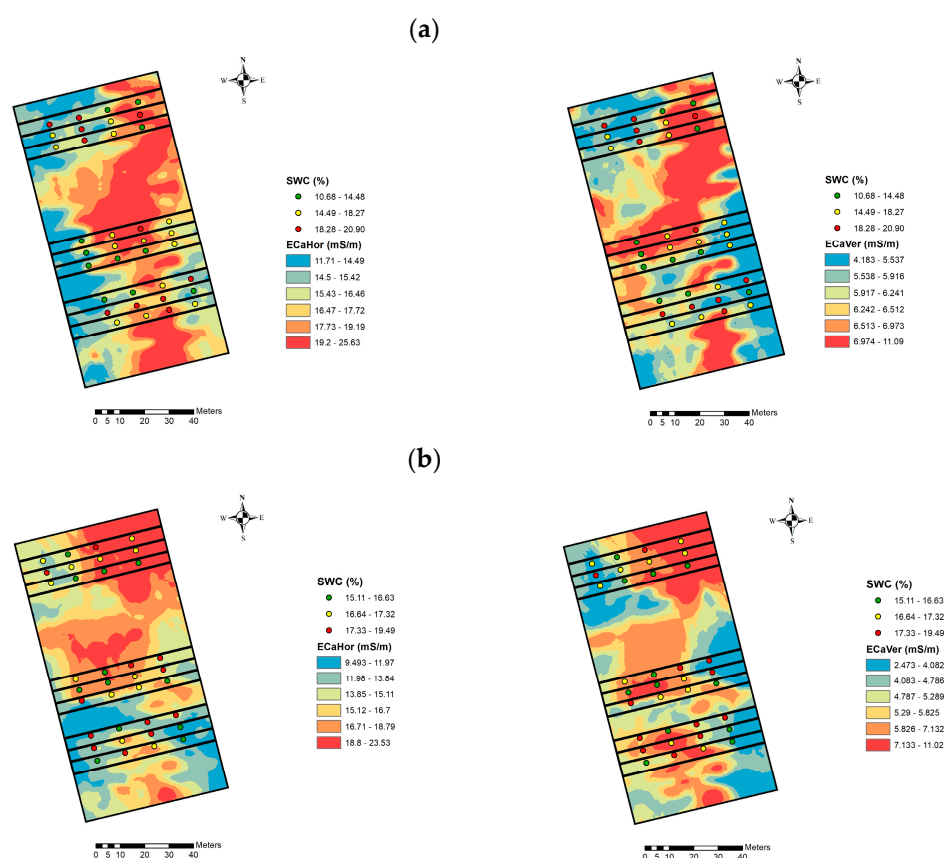 (a)
N
W E
S
SWC (%)
10.68 - 14.48
14.49 - 18.27
18.28 - 20.90
ECaHor (mS/m)
11.71 - 14.49
14.5 - 15.42
15.43 - 16.46
16.47 - 17.72
17.73 - 19.19
19.2 - 25.63
Meters
0 5 10 20 30 40
N
W E
S
SWC (%)
10.68 - 14.48
14.49 - 18.27
18.28 - 20.90
ECaVer (mS/m)
4.183 - 5.537
5.538 - 5.916
5.917 - 6.241
6.242 - 6.512
6.513 - 6.973
6.974 - 11.09
Meters
0 5 10 20 30 40
(b)
N
W E
S
SWC (%)
15.11 - 16.63
16.64 - 17.32
17.33 - 19.49
ECaHor (mS/m)
9.493 - 11.97
11.98 - 13.84
13.85 - 15.11
15.12 - 16.7
16.71 - 18.79
18.8 - 23.53
Meters
0 5 10 20 30 40
N
W E
S
SWC (%)
15.11 - 16.63
16.64 - 17.32
17.33 - 19.49
ECaVer (mS/m)
2.473 - 4.082
4.083 - 4.786
4.787 - 5.289
5.29 - 5.825
5.826 - 7.132
7.133 - 11.02
Meters
0 5 10 20 30 40